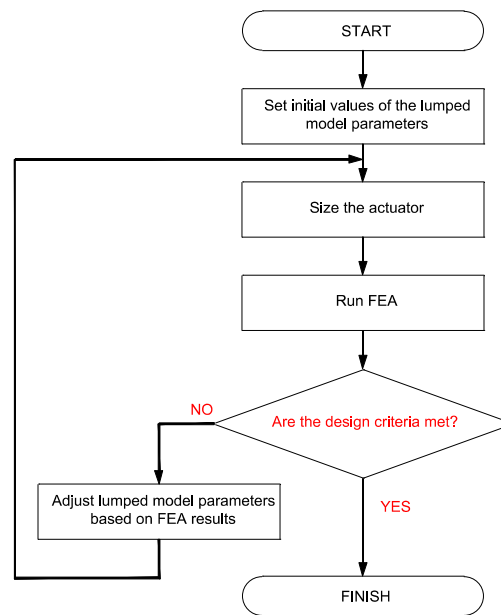 START
Set initial values of the lumped
model parameters
Size the actuator
Run FEA
Are the design criteria met?
NO
YES
Adjust lumped model parameters
based on FEA results
FINISH